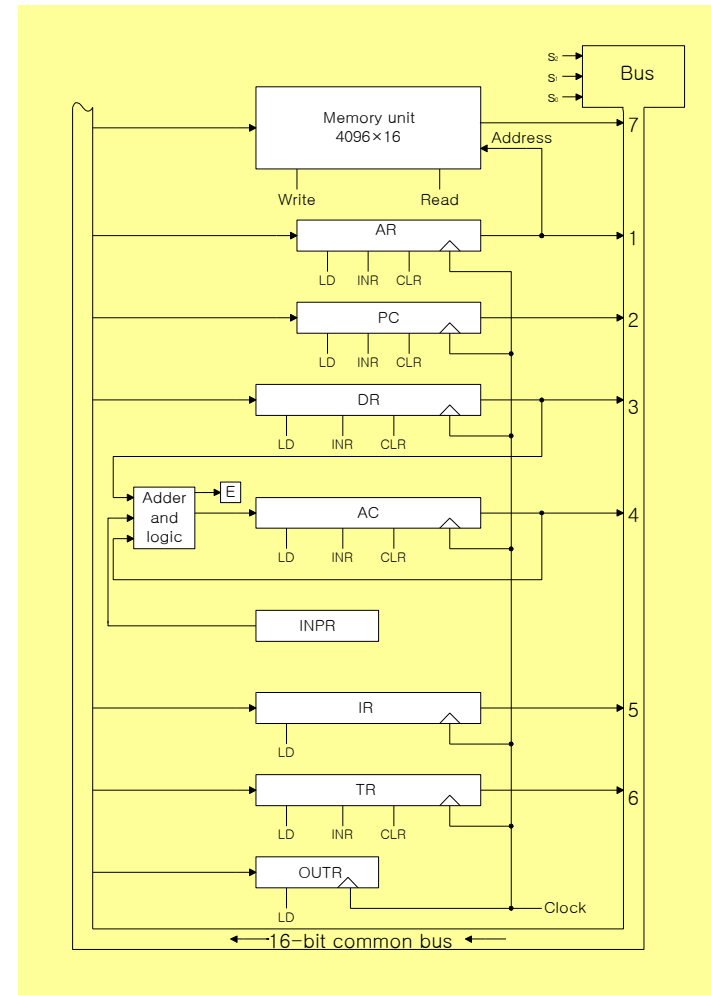 S₂
S₁
S₀
Bus
Memory unit
4096×16
7
Address
Write
Read
AR
1
LD
INR
CLR
PC
2
LD
INR
CLR
DR
3
LD
INR
CLR
Adder
and
logic
E
AC
4
LD
INR
CLR
INPR
IR
5
LD
TR
6
LD
INR
CLR
OUTR
LD
Clock
16-bit common bus